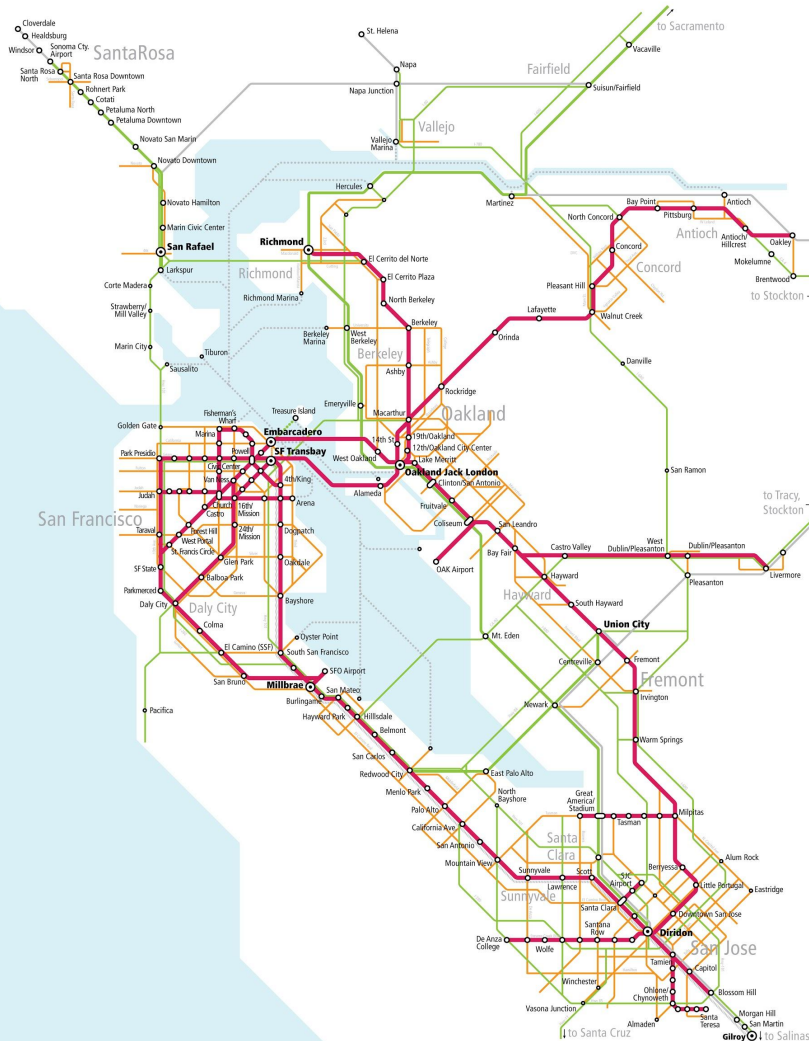 Cloverdale
Healdsburg
Windsor
Sonoma Cty.
Airport
SantaRosa
Santa Rosa
North
Santa Rosa Downtown
Rohnert Park
Cotati
Petaluma North
Petaluma Downtown
Novato San Marin
Novato Downtown
Novato Hamilton
Marin Civic Center
San Rafael
Larkspur
Corte Madera
Strawberry/
Mill Valley
Marin City
Sausalito
Tiburon
Golden Gate
St. Helena
Napa
Napa Junction
Vallejo
Vallejo
Marina
to Sacramento
Vacaville
Fairfield
Suisun/Fairfield
Hercules
Martinez
Richmond
Richmond
Richmond Marina
El Cerrito del Norte
El Cerrito Plaza
North Berkeley
Berkeley
Marina
West
Berkeley
Berkeley
Berkeley
Ashby
Emeryville
Macarthur
Rockridge
Orinda
Lafayette
Walnut Creek
Pleasant Hill
Concord
Concord
North Concord
Bay Point
Pittsburg
Antioch
Antioch
Antioch/
Hillcrest
Oakley
Mokelumne
Brentwood
to Stockton
Danville
San Ramon
to Tracy,
Stockton
Oakland
14th St.
19th/Oakland
12th/Oakland City Center
Lake Merritt
West Oakland
Oakland Jack London
Alameda
Clinton/San Antonio
Fruitvale
Coliseum
OAK Airport
San Leandro
Bay Fair
Castro Valley
West
Dublin/Pleasanton
Dublin/Pleasanton
Livermore
Pleasanton
Hayward
Hayward
South Hayward
Mt. Eden
Union City
Centreville
Fremont
Fremont
Irvington
Newark
Warm Springs
Treasure Island
Fisherman's
Wharf
Marina
Embarcadero
SF Transbay
Powell
Park Presidio
Civic Center
Van Ness
4th/King
Judah
Church
Castro
16th/
Mission
Arena
San Francisco
Taraval
Forest Hill
West Portal
St. Francis Circle
24th/
Mission
Dogpatch
Glen Park
Oakdale
SF State
Balboa Park
Parkmerced
Daly City
Daly City
Bayshore
Colma
Oyster Point
El Camino (SSF)
South San Francisco
San Bruno
SFO Airport
Millbrae
Pacifica
Burlingame
San Mateo
Hayward Park
Hilllsdale
Belmont
San Carlos
Redwood City
East Palo Alto
Menlo Park
North
Bayshore
Palo Alto
California Ave.
San Antonio
Mountain View
Great
America/
Stadium
Tasman
Milpitas
Santa
Clara
Sunnyvale
Sunnyvale
Lawrence
Scott
SJC
Airport
Santa Clara
Berryessa
Alum Rock
Little Portugal
Eastridge
Downtown San Jose
Santana
Row
De Anza
College
Wolfe
Diridon
San Jose
Tamien
Capitol
Winchester
Ohlone/
Chynoweth
Blossom Hill
Vasona Junction
Almaden
Santa
Teresa
Morgan Hill
San Martin
Gilroy
to Santa Cruz
to Salinas